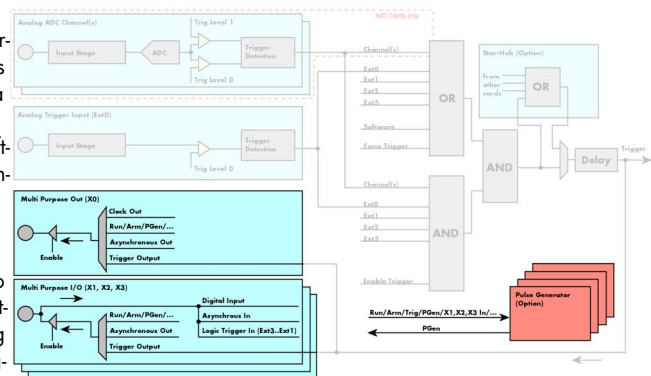 Analog ADC Channel(s)
Trig Level 1
Input Stage
ADC
Trigger
Detection
Trig Level 0
A/D Cards only
Analog Trigger Input (Ext0)
Input Stage
Trigger
Detection
Trig Level 0
Multi Purpose Out (X0)
Clock Out
Run/Arm/PGen/...
Asynchronous Out
Trigger Output
Enable
Multi Purpose I/O (X1, X2, X3)
Digital Input
Run/Arm/PGen/...
Asynchronous In
Asynchronous Out
Logic Trigger In (Ext3..Ext1)
Trigger Output
Enable
Channel(s)
Ext0
Ext1
Ext2
Ext3
OR
Software
Force Trigger
Channel(s)
Ext0
Ext1
Ext2
Ext3
AND
Enable Trigger
AND
Star-Hub (Option)
from
other
cards
OR
Delay
Trigger
Run/Arm/Trig/PGen/X1,X2,X3 In/...
PGen
Pulse Generator
(Option)